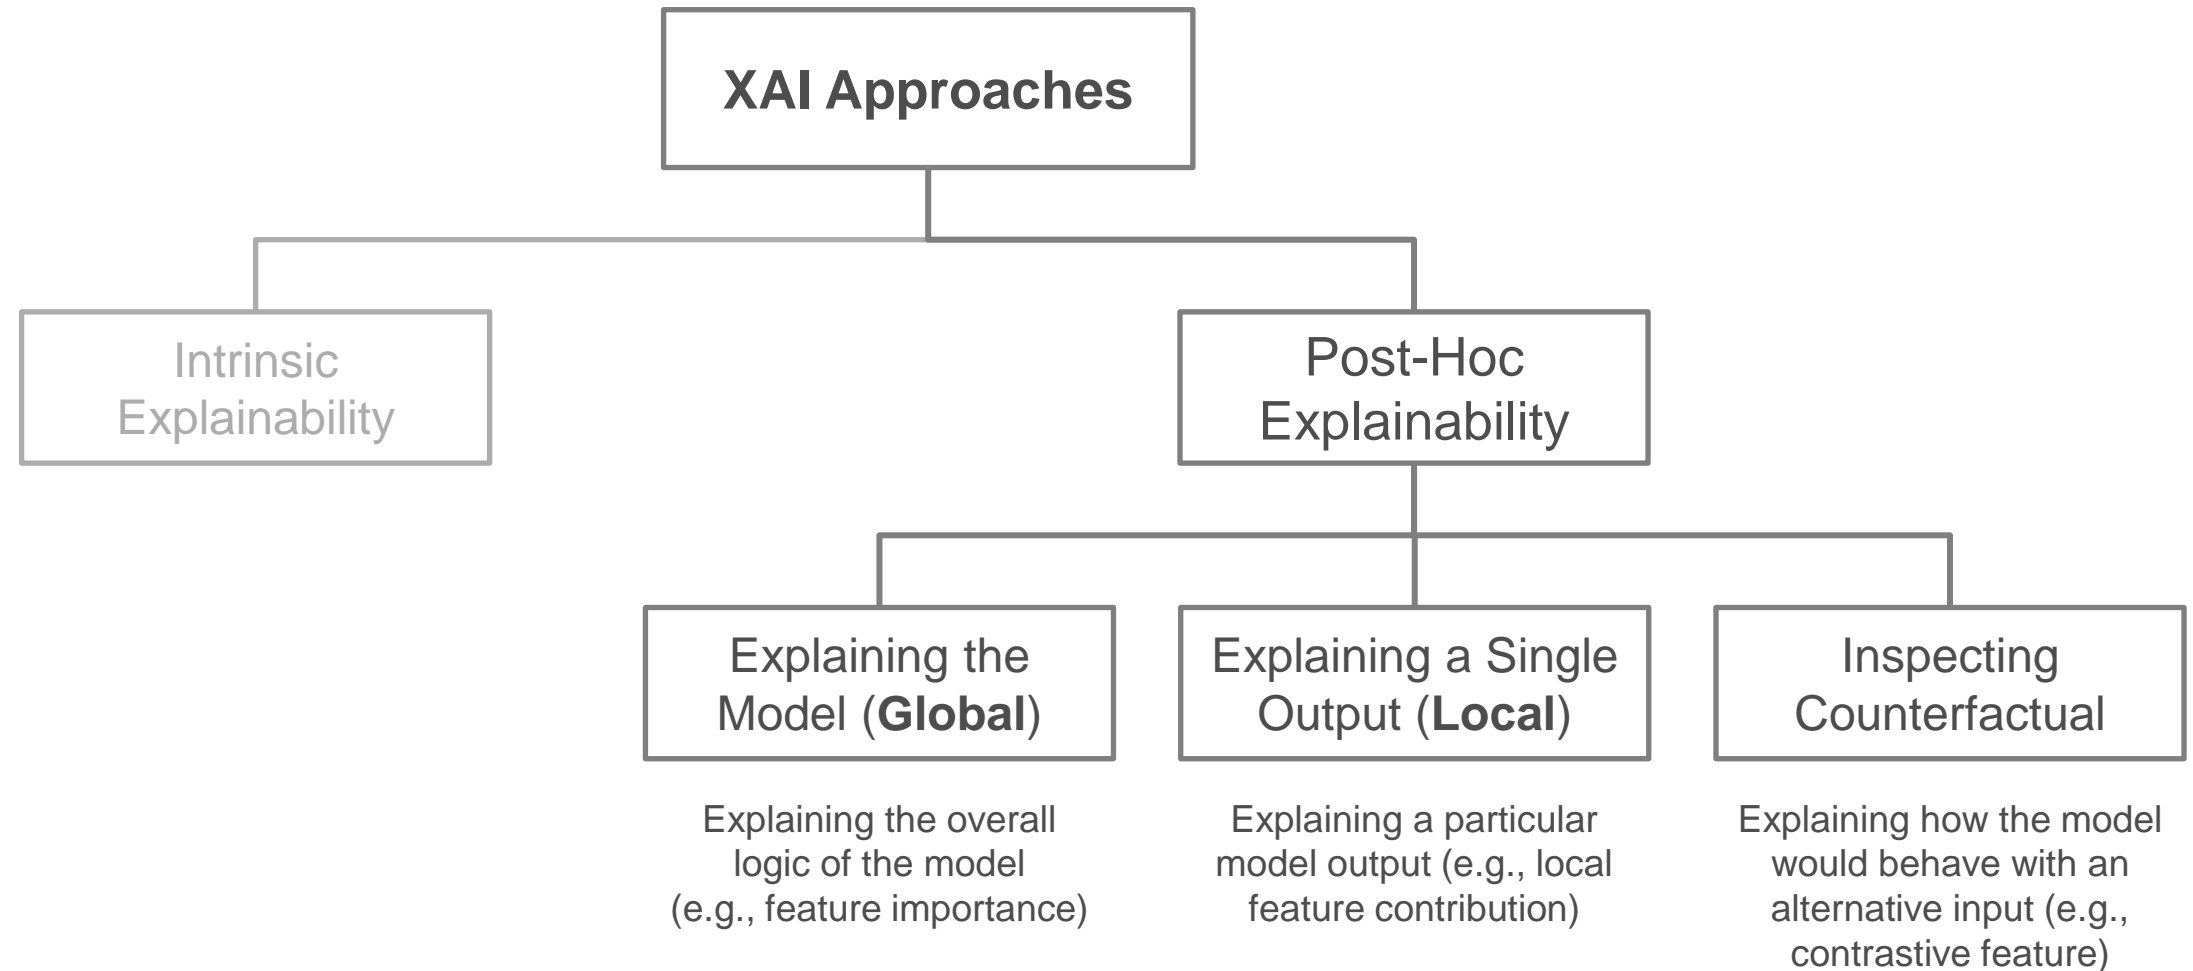 XAI Approaches
Intrinsic
Explainability
Post-Hoc
Explainability
Explaining the
Model (Global)
Explaining a Single
Output (Local)
Inspecting
Counterfactual
Explaining the overall
logic of the model
(e.g., feature importance)
Explaining a particular
model output (e.g., local
feature contribution)
Explaining how the model
would behave with an
alternative input (e.g.,
contrastive feature)